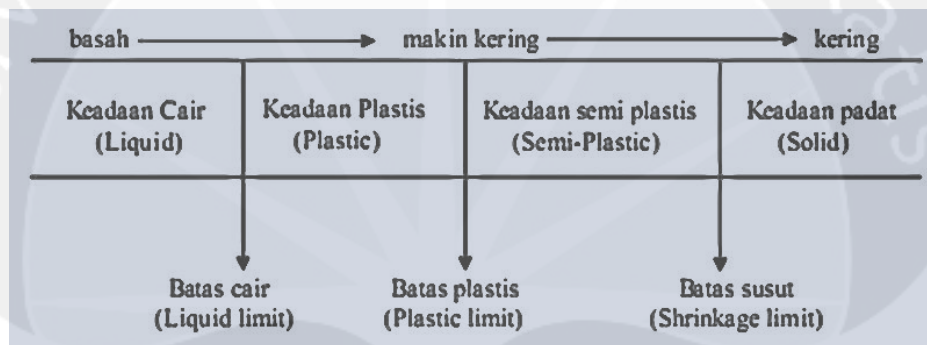 basah makin kering kering
Keadaan Cair
(Liquid)
Keadaan Plastis
(Plastic)
Keadaan semi plastis
(Semi-Plastic)
Keadaan padat
(Solid)
Batas cair
(Liquid limit)
Batas plastis
(Plastic limit)
Batas susut
(Shrinkage limit)